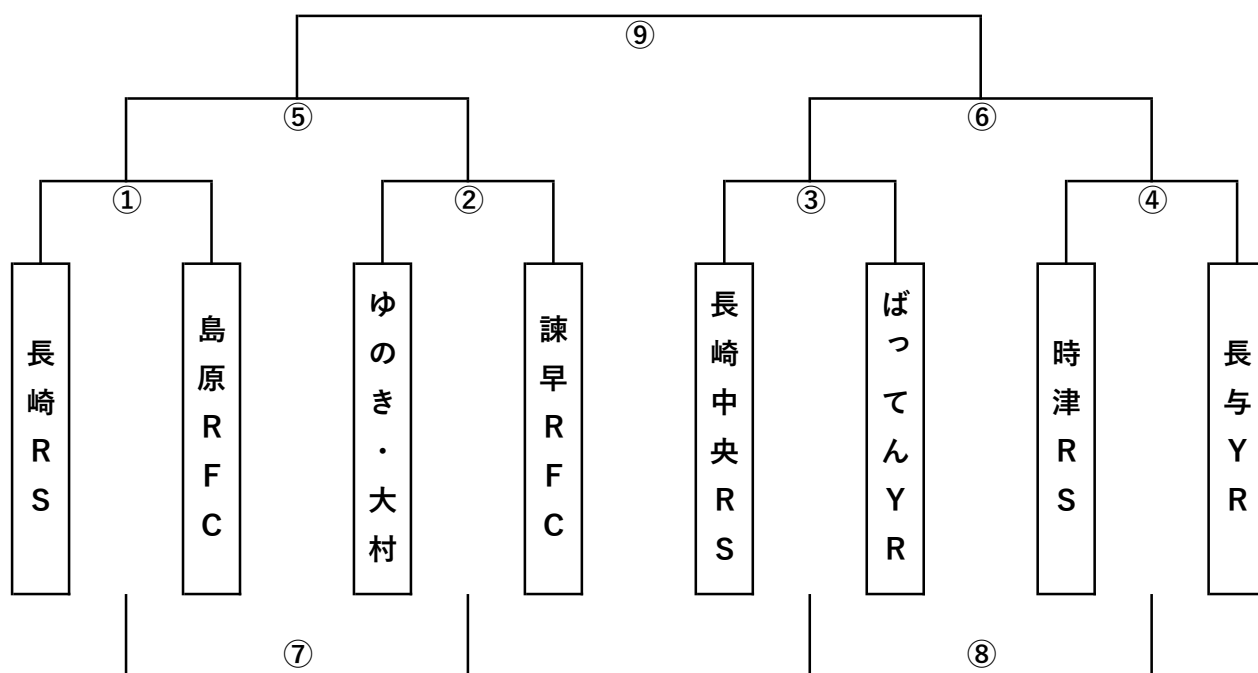 ⑨
⑤
⑥
①
②
③
④
長崎RS
島原RFC
ゆのき・大村
諫早RFC
長崎中央RS
ばってんYR
時津RS
長与YR
⑦
⑧